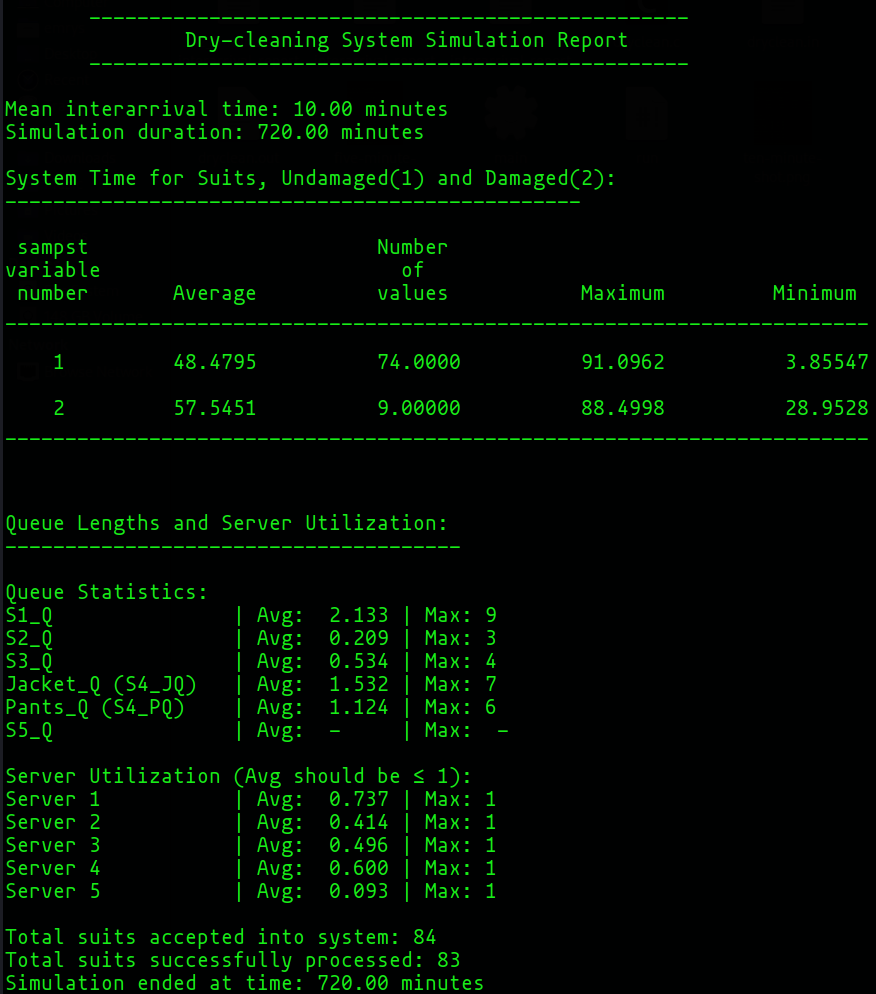 --------------------------------------------------
Dry-cleaning System Simulation Report
--------------------------------------------------
Mean interarrival time: 10.00 minutes
Simulation duration: 720.00 minutes
System Time for Suits, Undamaged(1) and Damaged(2):
------------------------------------------------
sampst Number
variable of
number Average values Maximum Minimum
------------------------------------------------------------------------
1 48.4795 74.0000 91.0962 3.85547
2 57.5451 9.00000 88.4998 28.9528
------------------------------------------------------------------------
Queue Lengths and Server Utilization:
--------------------------------------
Queue Statistics:
S1_Q | Avg: 2.133 | Max: 9
S2_Q | Avg: 0.209 | Max: 3
S3_Q | Avg: 0.534 | Max: 4
Jacket_Q (S4_JQ) | Avg: 1.532 | Max: 7
Pants_Q (S4_PQ) | Avg: 1.124 | Max: 6
S5_Q | Avg: - | Max: -
Server Utilization (Avg should be ≤ 1):
Server 1 | Avg: 0.737 | Max: 1
Server 2 | Avg: 0.414 | Max: 1
Server 3 | Avg: 0.496 | Max: 1
Server 4 | Avg: 0.600 | Max: 1
Server 5 | Avg: 0.093 | Max: 1
Total suits accepted into system: 84
Total suits successfully processed: 83
Simulation ended at time: 720.00 minutes